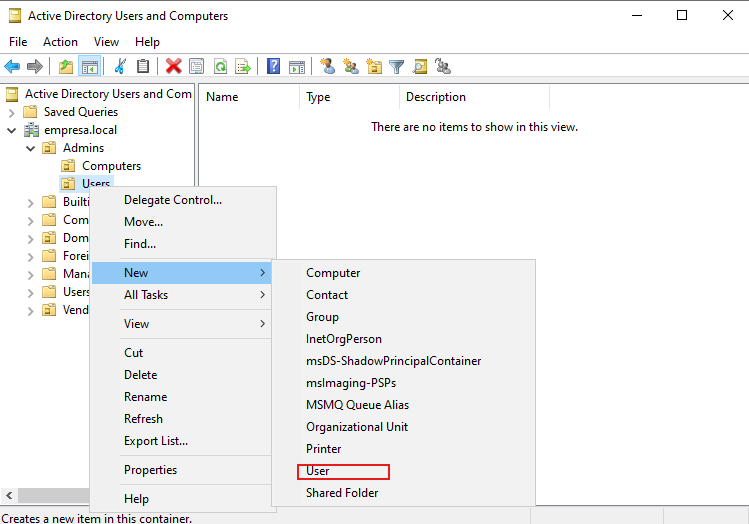 Active Directory Users and Computers
File Action View Help
Active Directory Users and Com
Saved Queries
empresa.local
Admins
Computers
Users
Builti
Com
Dom
Forei
Mana
Users
Vend
Name Type Description
There are no items to show in this view.
Delegate Control...
Move...
Find...
New
All Tasks
View
Cut
Delete
Rename
Refresh
Export List...
Properties
Help
Computer
Contact
Group
InetOrgPerson
msDS-ShadowPrincipalContainer
msImaging-PSPs
MSMQ Queue Alias
Organizational Unit
Printer
User
Shared Folder
Creates a new item in this container.